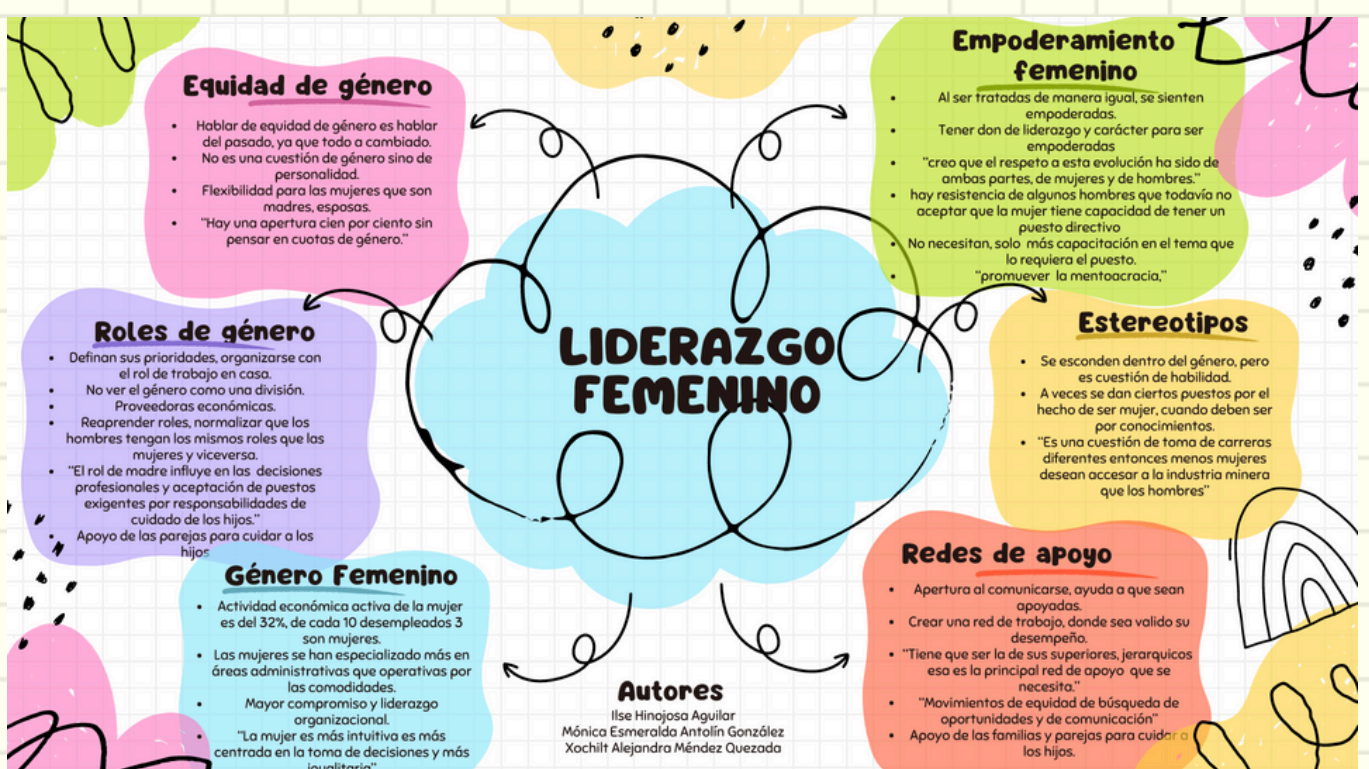 Equidad de género
• Hablar de equidad de género es hablar
del pasado, ya que todo a cambiado.
• No es una cuestión de género sino de
personalidad.
• Flexibilidad para las mujeres que son
madres, esposas.
• "Hay una apertura cien por ciento sin
pensar en cuotas de género."
Empoderamiento
femenino
• Al ser tratadas de manera igual, se sienten
empoderadas.
• Tener don de liderazgo y carácter para ser
empoderadas
• "creo que el respeto a esta evolución ha sido de
ambas partes, de mujeres y de hombres."
• hay resistencia de algunos hombres que todavía no
aceptar que la mujer tiene capacidad de tener un
puesto directivo
• No necesitan, solo más capacitación en el tema que
lo requiera el puesto.
• "promuever la mentoacracia,"
Roles de género
• Definan sus prioridades, organizarse con
el rol de trabajo en casa.
• No ver el género como una división.
• Proveedoras económicas.
• Reaprender roles, normalizar que los
hombres tengan los mismos roles que las
mujeres y viceversa.
• "El rol de madre influye en las decisiones
profesionales y aceptación de puestos
exigentes por responsabilidades de
cuidado de los hijos."
• Apoyo de las parejas para cuidar a los
hijos
LIDERAZGO
FEMENINO
Estereotipos
• Se esconden dentro del género, pero
es cuestión de habilidad.
• A veces se dan ciertos puestos por el
hecho de ser mujer, cuando deben ser
por conocimientos.
• "Es una cuestión de toma de carreras
diferentes entonces menos mujeres
desean accesar a la industria minera
que los hombres"
Género Femenino
• Actividad económica activa de la mujer
es del 32%, de cada 10 desempleados 3
son mujeres.
• Las mujeres se han especializado más en
áreas administrativas que operativas por
las comodidades.
• Mayor compromiso y liderazgo
organizacional.
• "La mujer es más intuitiva es más
centrada en la toma de decisiones y más
igualitaria"
Redes de apoyo
• Apertura al comunicarse, ayuda a que sean
apoyadas.
• Crear una red de trabajo, donde sea valido su
desempeño.
• "Tiene que ser la de sus superiores, jerarquicos
esa es la principal red de apoyo que se
necesita."
• "Movimientos de equidad de búsqueda de
oportunidades y de comunicación"
• Apoyo de las familias y parejas para cuidar a
los hijos.
Autores
Ilse Hinojosa Aguilar
Mónica Esmeralda Antolín González
Xochilt Alejandra Méndez Quezada